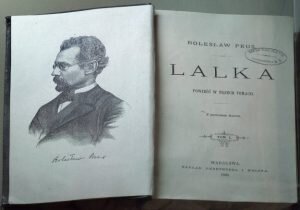 Bolesław Prus
BOLESŁAW PRUS
LALKA
POWIEŚĆ W TRZECH TOMACH
TOM I.
WARSZAWA.
NAKŁAD GEBETHNERA I WOLFFA